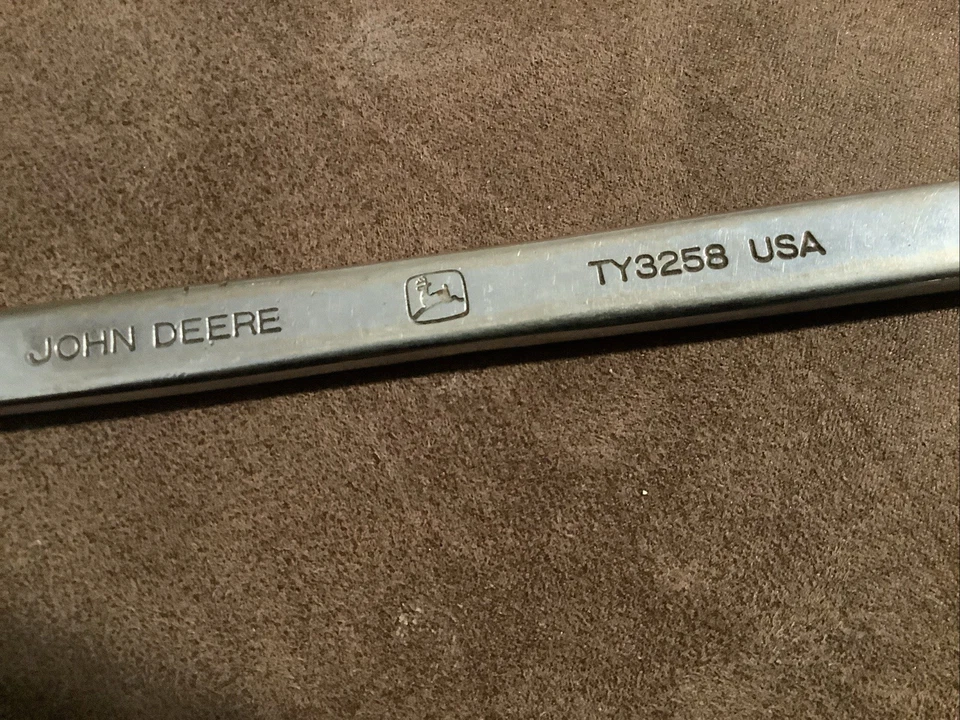 JOHN DEERE TY3258 USA